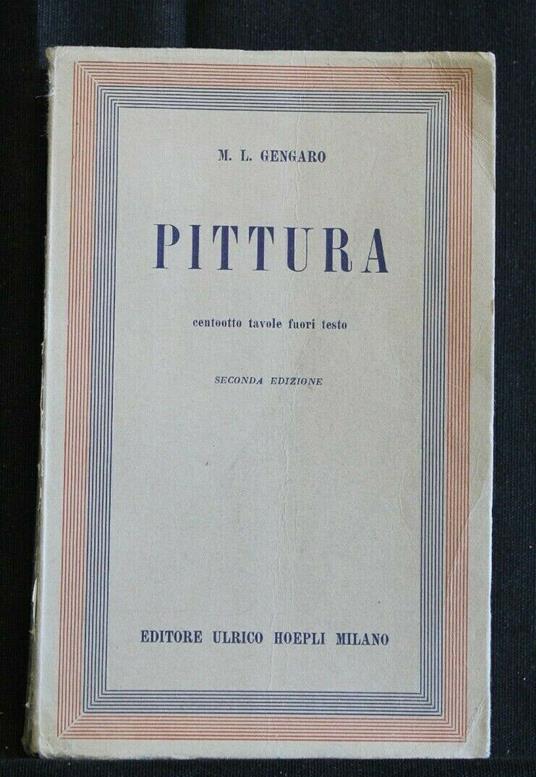 M. L. GENGARO
PITTURA
centootto tavole fuori testo
SECONDA EDIZIONE
EDITORE ULRICO HOEPLI MILANO